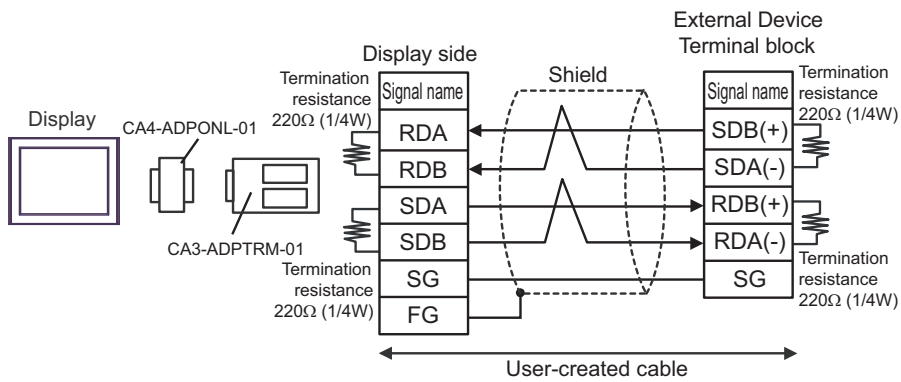 External Device
Terminal block
Display side
Shield
Termination
resistance
220Ω (1/4W)
Signal name
Signal name
Termination
resistance
220Ω (1/4W)
Display
CA4-ADPONL-01
RDA
SDB(+)
RDB
SDA(-)
SDA
RDB(+)
CA3-ADPTRM-01
SDB
RDA(-)
Termination
resistance
220Ω (1/4W)
SG
SG
Termination
resistance
220Ω (1/4W)
FG
User-created cable